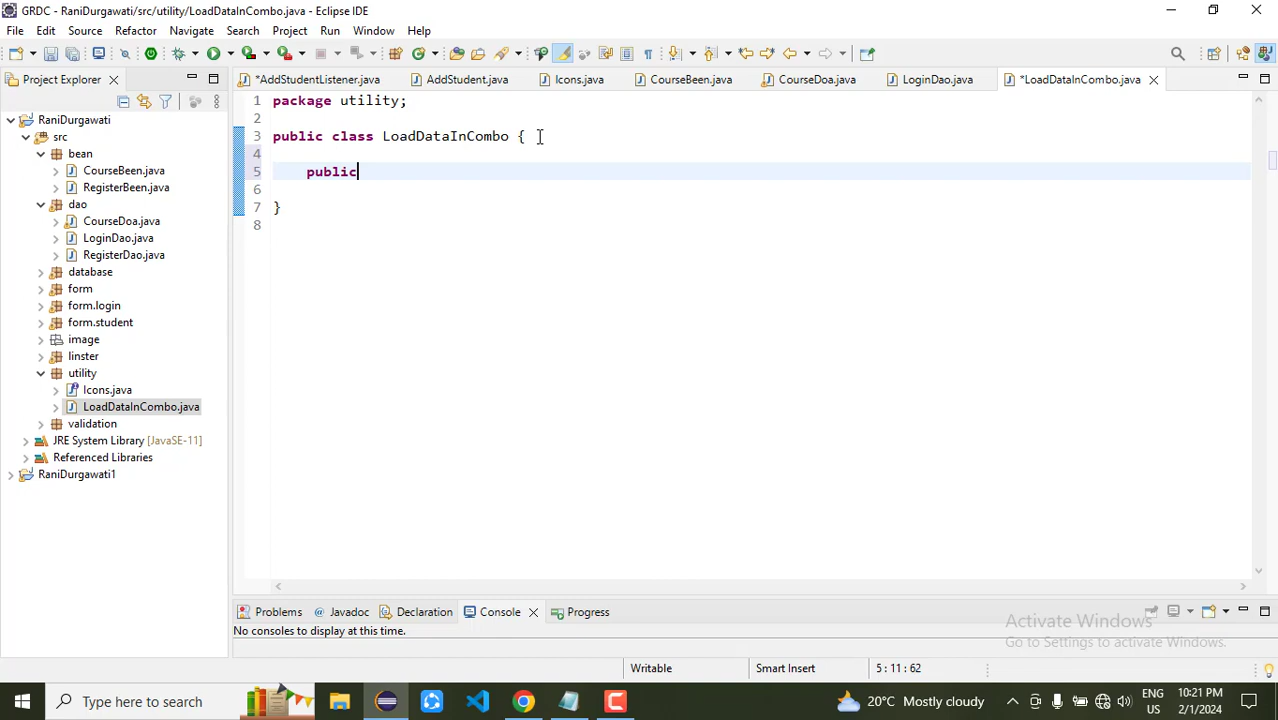 GRDC - RaniDurgawati/src/utility/LoadDataInCombo.java - Eclipse IDE
File Edit Source Refactor Navigate Search Project Run Window Help
Project Explorer
*AddStudentListener.java AddStudent.java Icons.java CourseBeen.java CourseDoa.java LoginDao.java *LoadDataInCombo.java
RaniDurgawati
src
bean
CourseBeen.java
RegisterBeen.java
dao
CourseDoa.java
LoginDao.java
RegisterDao.java
database
form
form.login
form.student
image
linster
utility
Icons.java
LoadDataInCombo.java
validation
JRE System Library [JavaSE-11]
Referenced Libraries
RaniDurgawati1
1 package utility;
2
3 public class LoadDataInCombo {
4
5 public
6
7 }
8
Problems @ Javadoc Declaration Console Progress
No consoles to display at this time.
Activate Windows
Go to Settings to activate Windows.
Writable Smart Insert 5 : 11 : 62
Type here to search
20°C Mostly cloudy
ENG
US
10:21 PM
2/1/2024